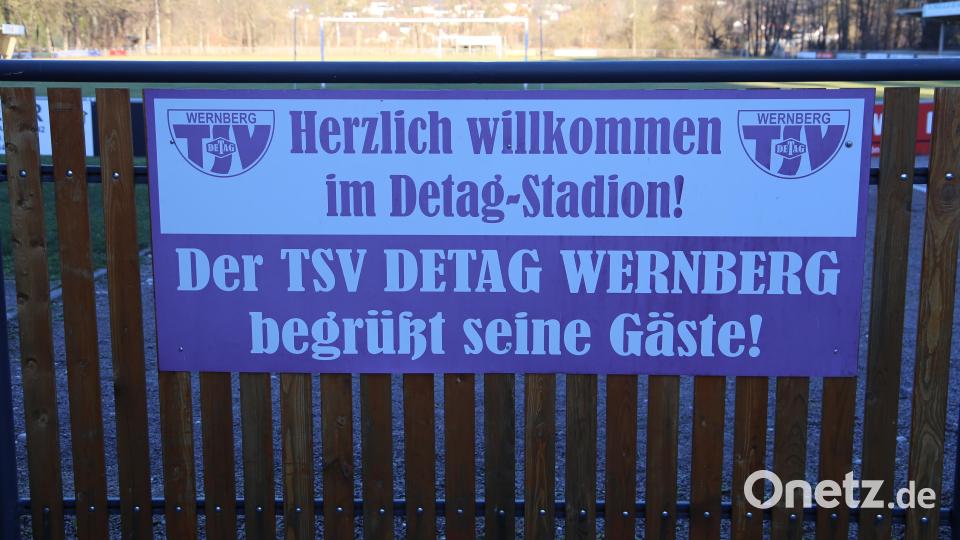 WERNBERG
TSV
DETAG
Herzlich willkommen
im Detag-Stadion!
WERNBERG
TSV
DETAG
Der TSV DETAG WERNBERG
begrüßt seine Gäste!
Onetz.de